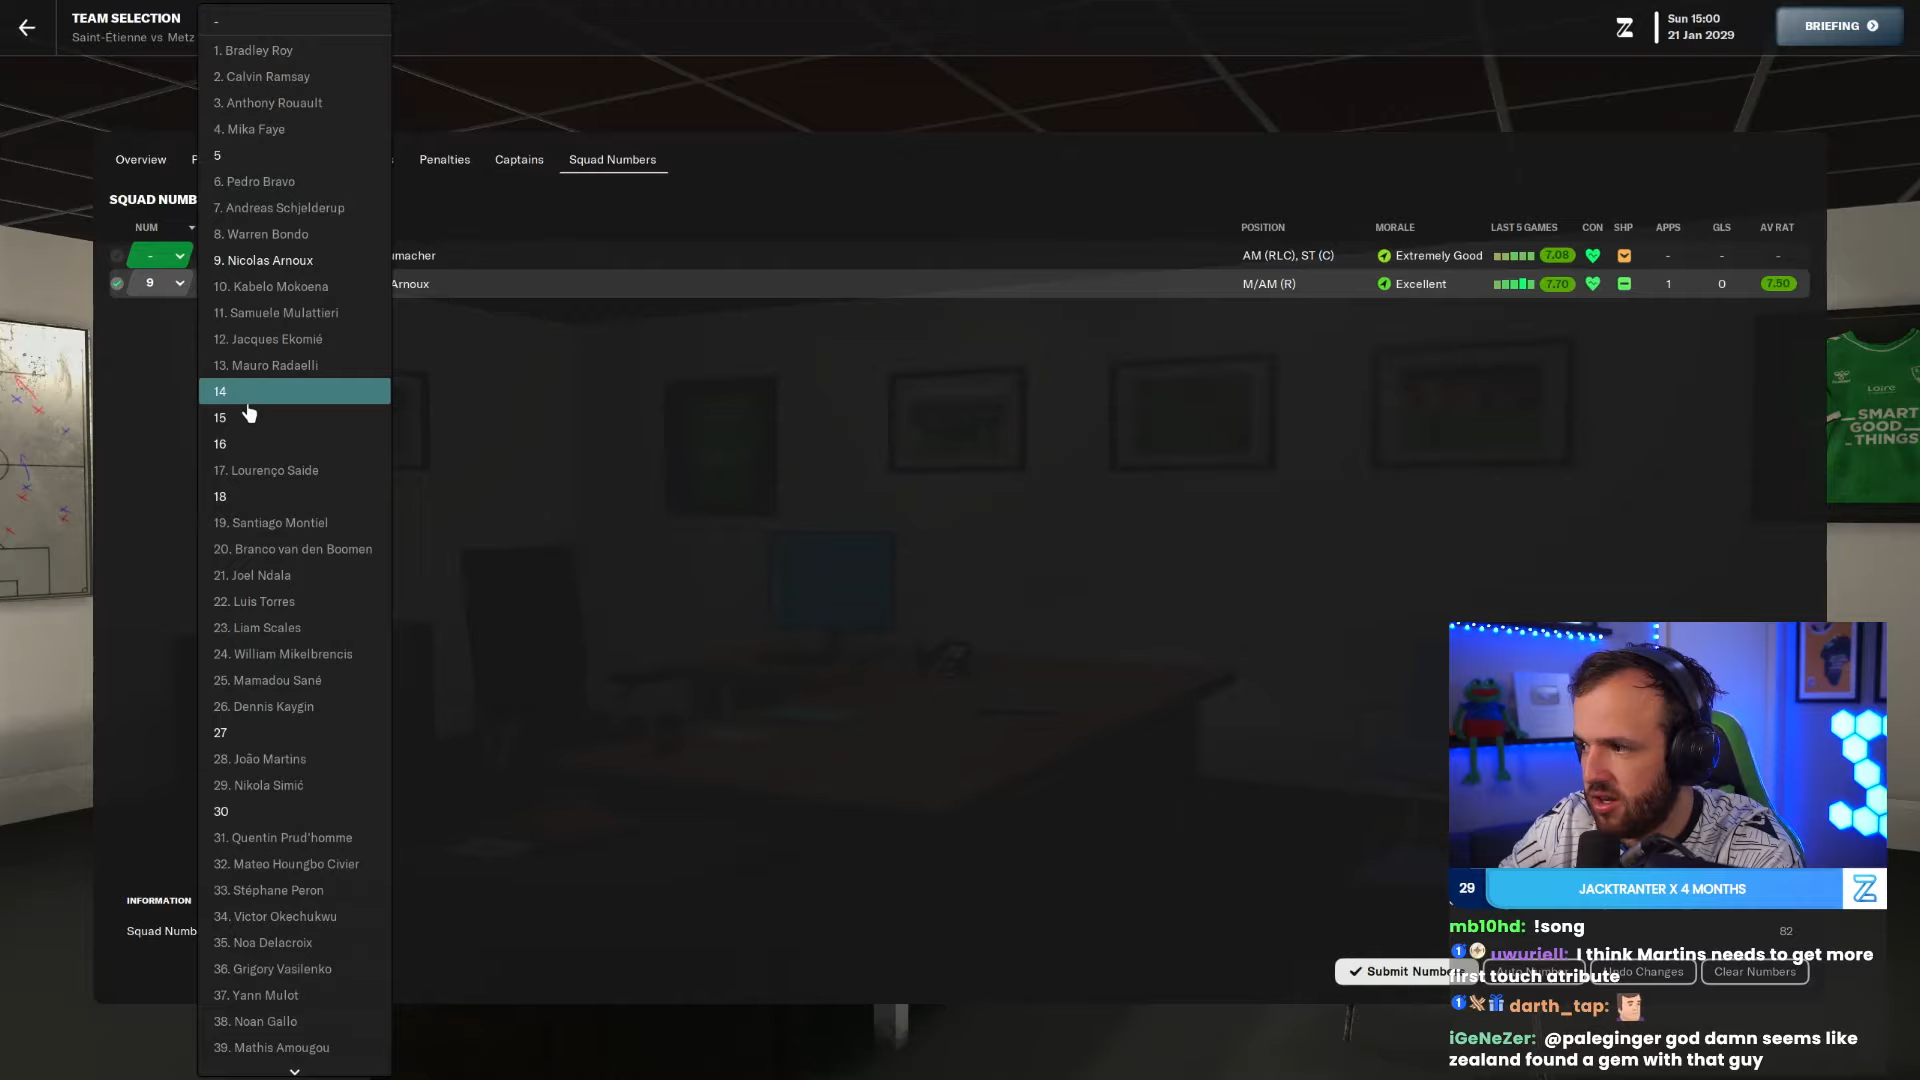 TEAM SELECTION
Saint-Étienne vs Metz
Sun 15:00
21 Jan 2029
BRIEFING
-
1. Bradley Roy
2. Calvin Ramsay
3. Anthony Rouault
4. Mika Faye
5
6. Pedro Bravo
7. Andreas Schjelderup
8. Warren Bondo
9. Nicolas Arnoux
10. Kabelo Mokoena
11. Samuele Mulattieri
12. Jacques Ekomié
13. Mauro Radaelli
14
15
16
17. Lourenço Saide
18
19. Santiago Montiel
20. Branco van den Boomen
21. Joel Ndala
22. Luis Torres
23. Liam Scales
24. William Mikelbrencis
25. Mamadou Sané
26. Dennis Kaygin
27
28. João Martins
29. Nikola Simić
30
31. Quentin Prud'homme
32. Mateo Houngbo Civier
33. Stéphane Peron
34. Victor Okechukwu
35. Noa Delacroix
36. Grigory Vasilenko
37. Yann Mulot
38. Noan Gallo
39. Mathis Amougou
Overview P s Penalties Captains Squad Numbers
SQUAD NUMB
NUM POSITION MORALE LAST 5 GAMES CON SHP APPS GLS AV RAT
- umacher AM (RLC), ST (C) Extremely Good 7.08 - - -
9 Arnoux M/AM (R) Excellent 7.70 1 0 7.50
INFORMATION
Squad Numb
Submit Numbe Undo Changes Clear Numbers
LOIRE
SMART
GOOD
THINGS
29 JACKTRANTER X 4 MONTHS
mb10hd: !song
82
uwuriell: I think Martins needs to get more
first touch atribute
darth_tap:
iGeNeZer: @paleginger god damn seems like
zealand found a gem with that guy